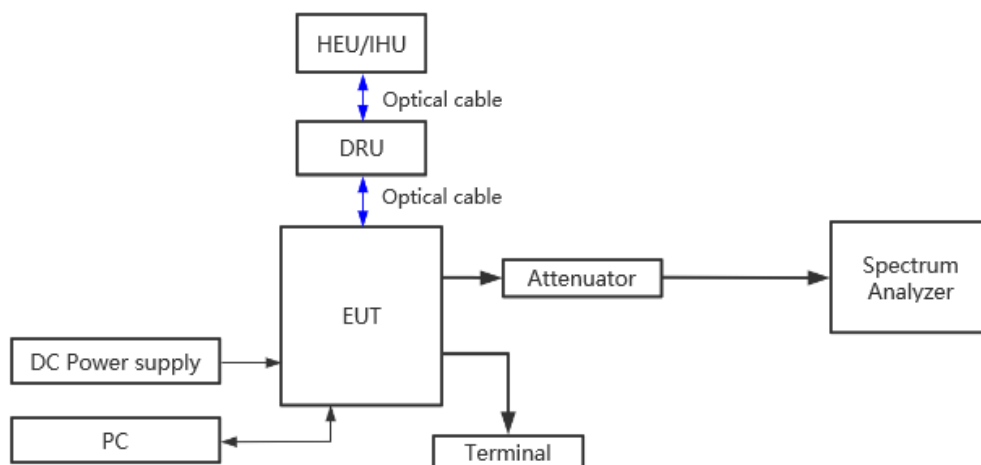 HEU/IHU
Optical cable
DRU
Optical cable
EUT
Attenuator
Spectrum
Analyzer
DC Power supply
PC
Terminal